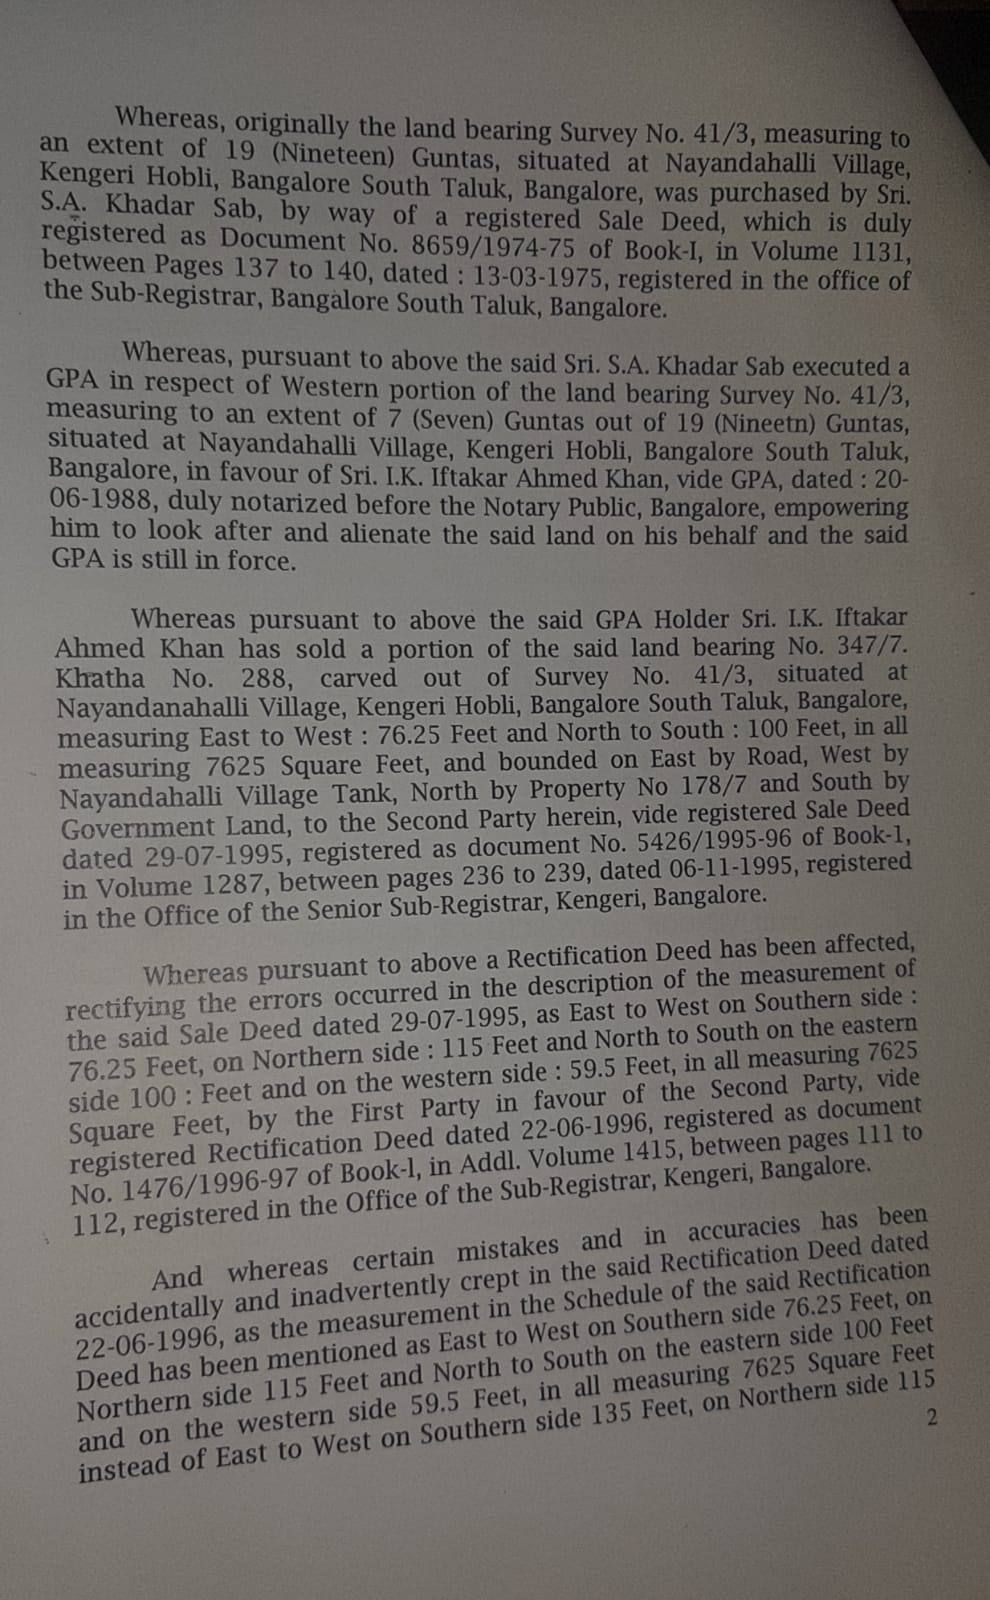 Whereas, originally the land bearing Survey No. 41/3, measuring to
an extent of 19 (Nineteen) Guntas, situated at Nayandahalli Village,
Kengeri Hobli, Bangalore South Taluk, Bangalore, was purchased by Sri.
S.A. Khadar Sab, by way of a registered Sale Deed, which is duly
registered as Document No. 8659/1974-75 of Book-I, in Volume 1131,
between Pages 137 to 140, dated : 13-03-1975, registered in the office of
the Sub-Registrar, Bangalore South Taluk, Bangalore.
Whereas, pursuant to above the said Sri. S.A. Khadar Sab executed a
GPA in respect of Western portion of the land bearing Survey No. 41/3,
measuring to an extent of 7 (Seven) Guntas out of 19 (Nineetn) Guntas,
situated at Nayandahalli Village, Kengeri Hobli, Bangalore South Taluk,
Bangalore, in favour of Sri. I.K. Iftakar Ahmed Khan, vide GPA, dated : 20-
06-1988, duly notarized before the Notary Public, Bangalore, empowering
him to look after and alienate the said land on his behalf and the said
GPA is still in force.
Whereas pursuant to above the said GPA Holder Sri. I.K. Iftakar
Ahmed Khan has sold a portion of the said land bearing No. 347/7.
Khatha No. 288, carved out of Survey No. 41/3, situated at
Nayandanahalli Village, Kengeri Hobli, Bangalore South Taluk, Bangalore,
measuring East to West : 76.25 Feet and North to South : 100 Feet, in all
measuring 7625 Square Feet, and bounded on East by Road, West by
Nayandahalli Village Tank, North by Property No 178/7 and South by
Government Land, to the Second Party herein, vide registered Sale Deed
dated 29-07-1995, registered as document No. 5426/1995-96 of Book-1,
in Volume 1287, between pages 236 to 239, dated 06-11-1995, registered
in the Office of the Senior Sub-Registrar, Kengeri, Bangalore.
Whereas pursuant to above a Rectification Deed has been affected,
rectifying the errors occurred in the description of the measurement of
the said Sale Deed dated 29-07-1995, as East to West on Southern side :
76.25 Feet, on Northern side : 115 Feet and North to South on the eastern
side 100 : Feet and on the western side : 59.5 Feet, in all measuring 7625
Square Feet, by the First Party in favour of the Second Party, vide
registered Rectification Deed dated 22-06-1996, registered as document
No. 1476/1996-97 of Book-l, in Addl. Volume 1415, between pages 111 to
112, registered in the Office of the Sub-Registrar, Kengeri, Bangalore.
And whereas certain mistakes and in accuracies has been
accidentally and inadvertently crept in the said Rectification Deed dated
22-06-1996, as the measurement in the Schedule of the said Rectification
Deed has been mentioned as East to West on Southern side 76.25 Feet, on
Northern side 115 Feet and North to South on the eastern side 100 Feet
and on the western side 59.5 Feet, in all measuring 7625 Square Feet
instead of East to West on Southern side 135 Feet, on Northern side 115
2